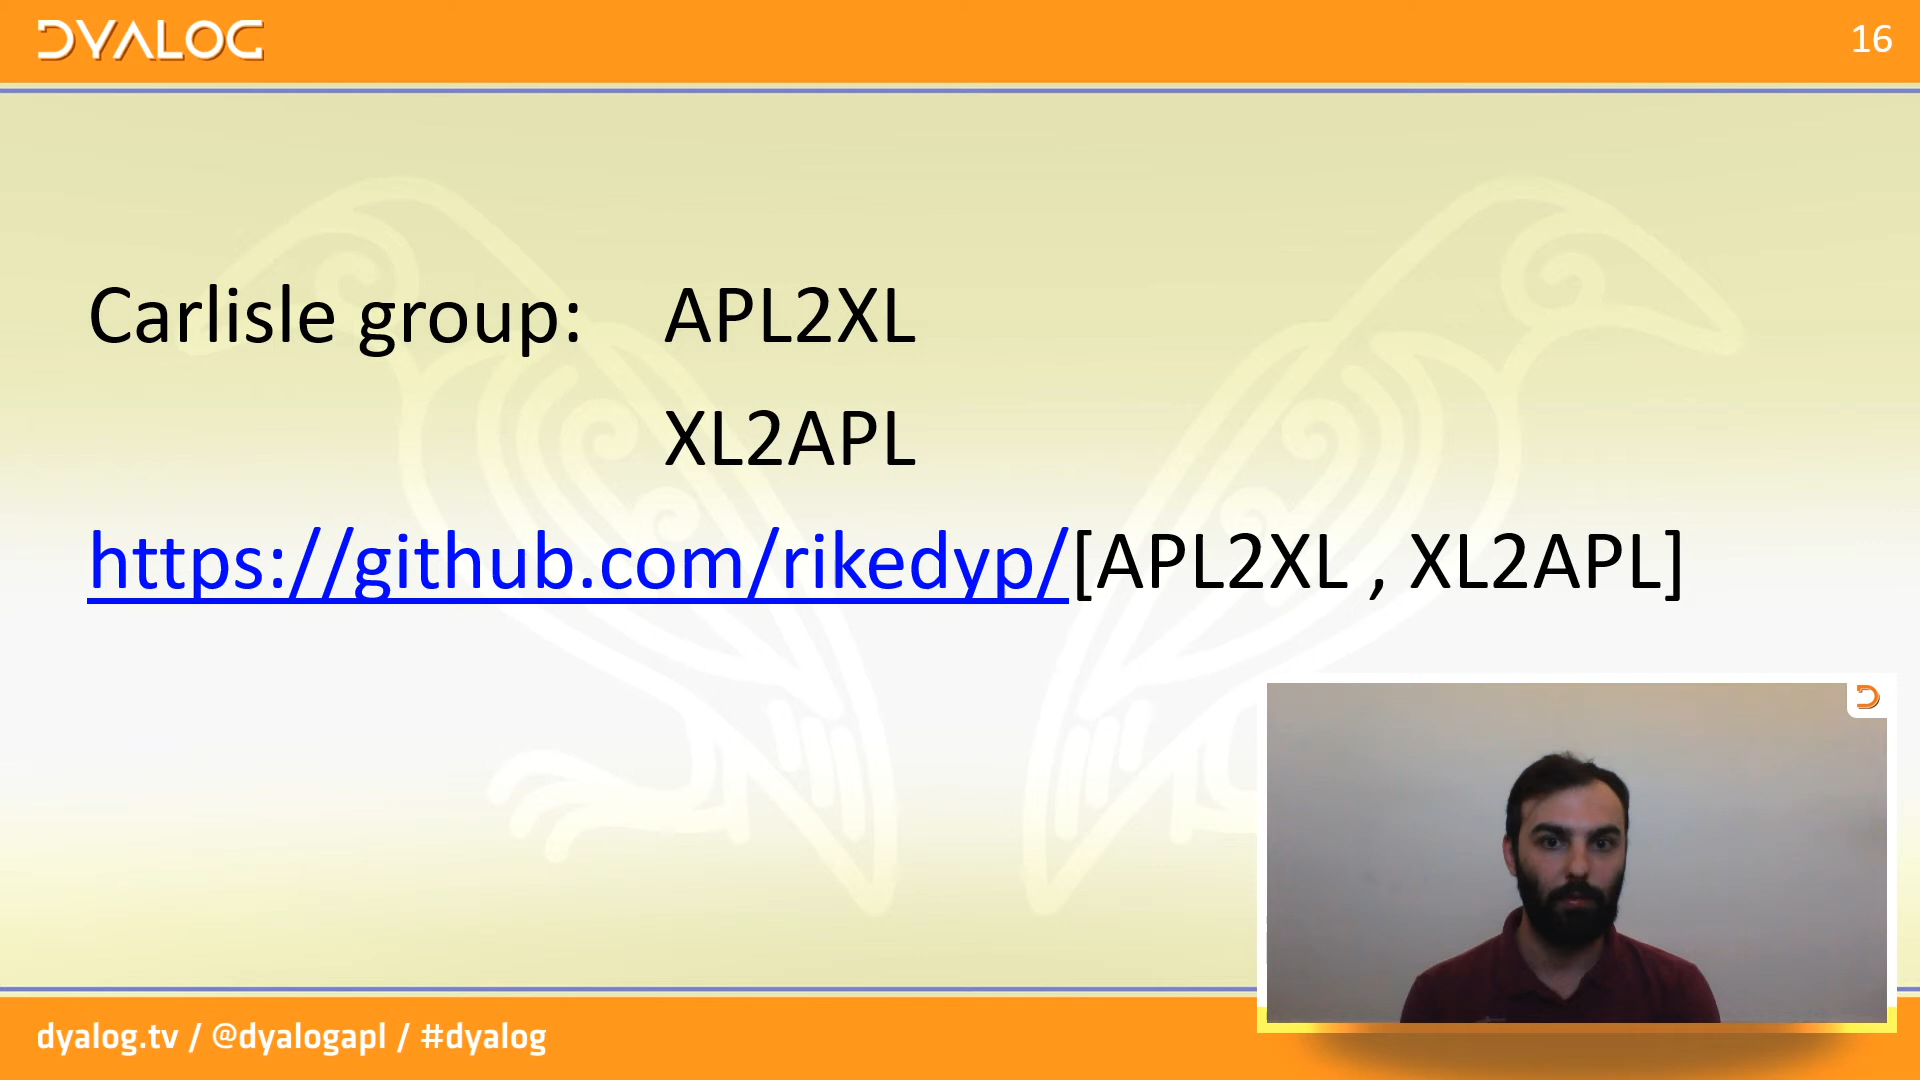 DYALOG
16
Carlisle group: APL2XL
XL2APL
https://github.com/rikedyp/[APL2XL , XL2APL]
dyalog.tv / @dyalogapl / #dyalog